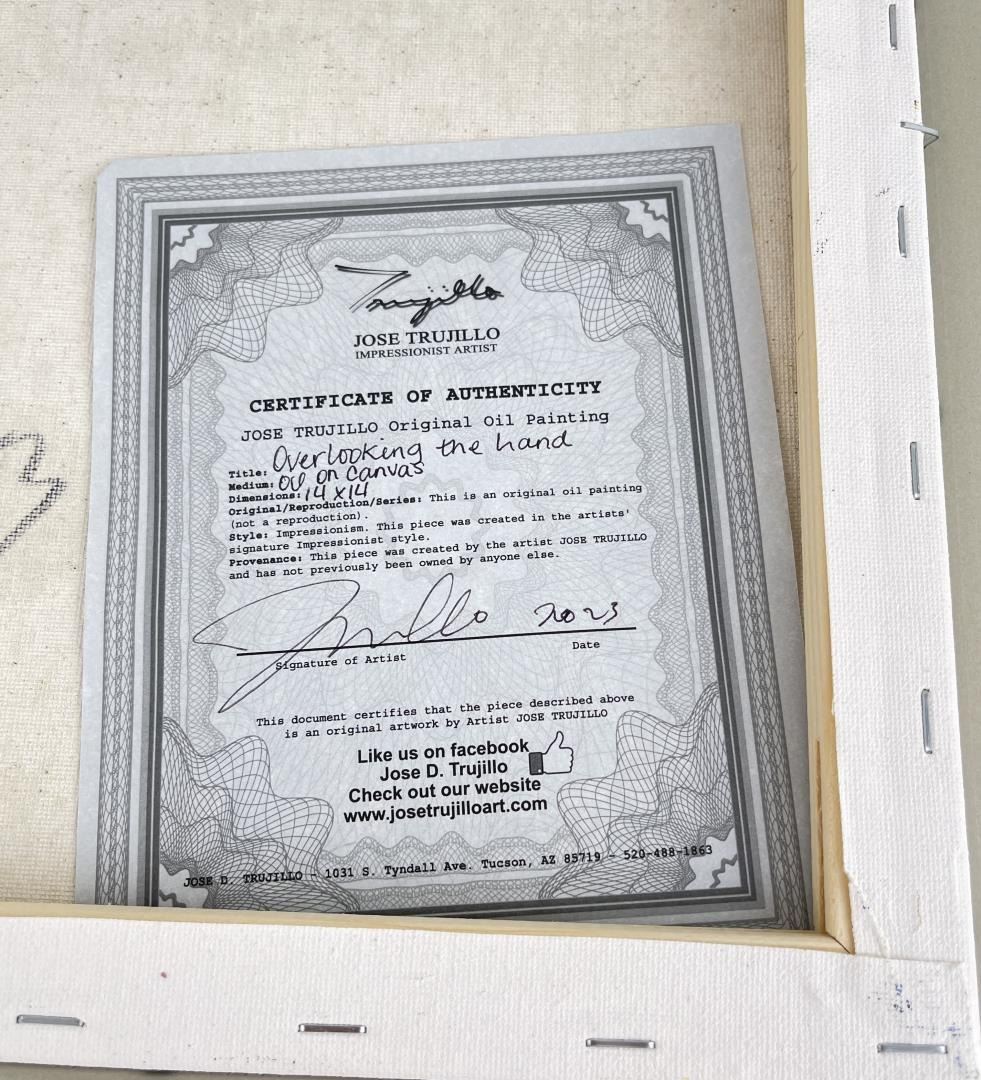 Trujillo
JOSE TRUJILLO
IMPRESSIONIST ARTIST
CERTIFICATE OF AUTHENTICITY
JOSE TRUJILLO Original Oil Painting
Title: Overlooking the hand
Medium: Oil on Canvas
Dimensions: 14 x 14
Original/Reproduction/Series: This is an original oil painting
(not a reproduction).
Style: Impressionism. This piece was created in the artists'
signature Impressionist style.
Provenance: This piece was created by the artist JOSE TRUJILLO
and has not previously been owned by anyone else.
Trujillo 2023
Signature of Artist Date
This document certifies that the piece described above
is an original artwork by Artist JOSE TRUJILLO
Like us on facebook
Jose D. Trujillo
Check out our website
www.josetrujilloart.com
JOSE D. TRUJILLO - 1031 S. Tyndall Ave. Tucson, AZ 85719 - 520-488-1863
3